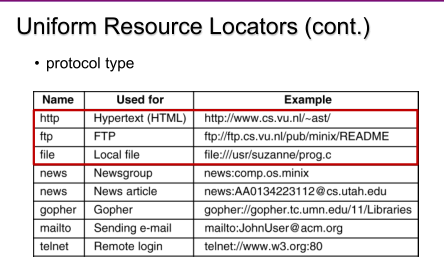 Uniform Resource Locators (cont.)
• protocol type
Name Used for Example
http Hypertext (HTML) http://www.cs.vu.nl/~ast/
ftp FTP ftp://ftp.cs.vu.nl/pub/minix/README
file Local file file:///usr/suzanne/prog.c
news Newsgroup news:comp.os.minix
news News article news:AA0134223112@cs.utah.edu
gopher Gopher gopher://gopher.tc.umn.edu/11/Libraries
mailto Sending e-mail mailto:JohnUser@acm.org
telnet Remote login telnet://www.w3.org:80